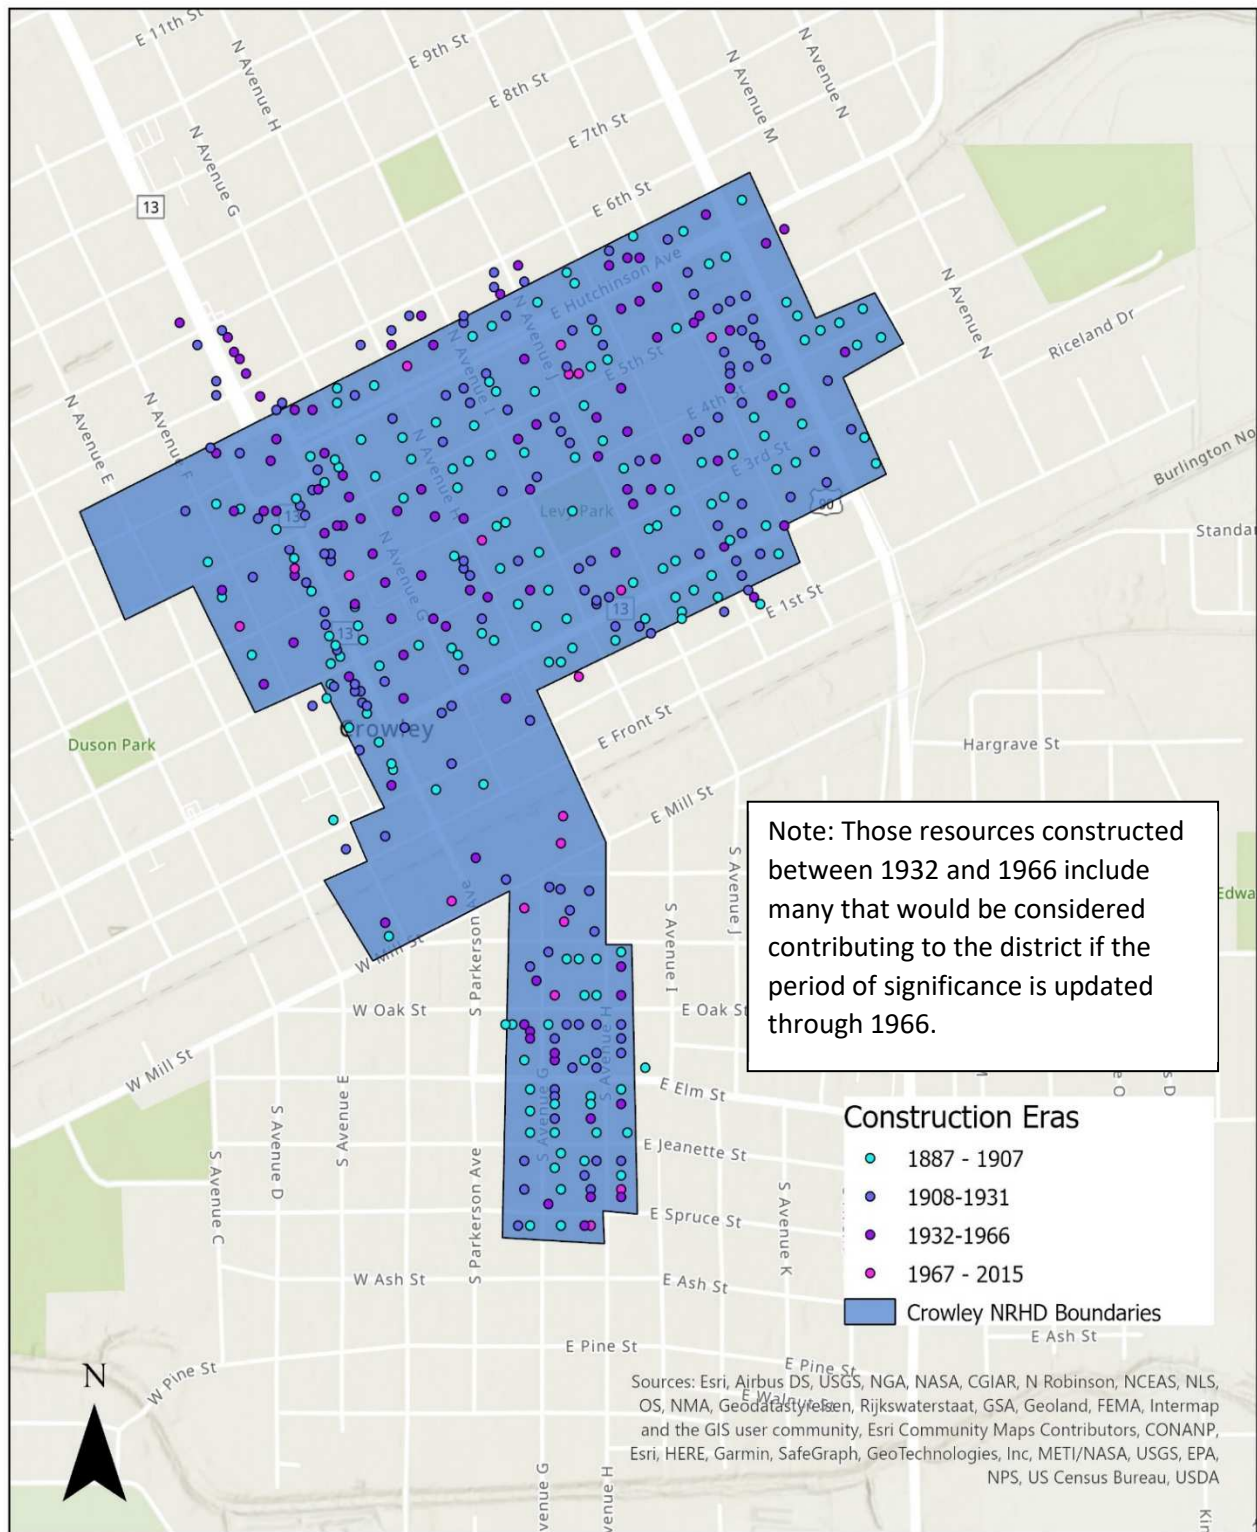 E 11th St
N Avenue H
E 9th St
N Avenue M
N Avenue N
E 8th St
N Avenue G
E 7th St
13
E 6th St
E Hutchinson Ave
N Avenue J
N Avenue N
Riceland Dr
N Avenue I
E 5th St
N Avenue E
N Avenue F
E 4th St
N Avenue H
E 3rd St
Burlington No
Levy Park
13
90
Standar
N Avenue G
13
E 1st St
13
Crowley
E Front St
Duson Park
Hargrave St
E Mill St
Note: Those resources constructed
between 1932 and 1966 include
many that would be considered
contributing to the district if the
period of significance is updated
through 1966.
S Avenue J
Edwa
S Parkerson Ave
S Avenue I
W Mill St
W Oak St
E Oak St
S Avenue H
W Mill St
E Elm St
S Avenue E
S Avenue D
S Avenue G
Construction Eras
E Jeanette St
1887 - 1907
S Avenue C
S Parkerson Ave
1908-1931
S Avenue K
E Spruce St
1932-1966
W Ash St
E Ash St
1967 - 2015
Crowley NRHD Boundaries
E Ash St
E Pine St
E Pine St
W Pine St
N
E Walnut St
Sources: Esri, Airbus DS, USGS, NGA, NASA, CGIAR, N Robinson, NCEAS, NLS,
OS, NMA, Geodatastyrelsen, Rijkswaterstaat, GSA, Geoland, FEMA, Intermap
and the GIS user community, Esri Community Maps Contributors, CONANP,
Esri, HERE, Garmin, SafeGraph, GeoTechnologies, Inc, METI/NASA, USGS, EPA,
NPS, US Census Bureau, USDA
venue G
venue H
Kir